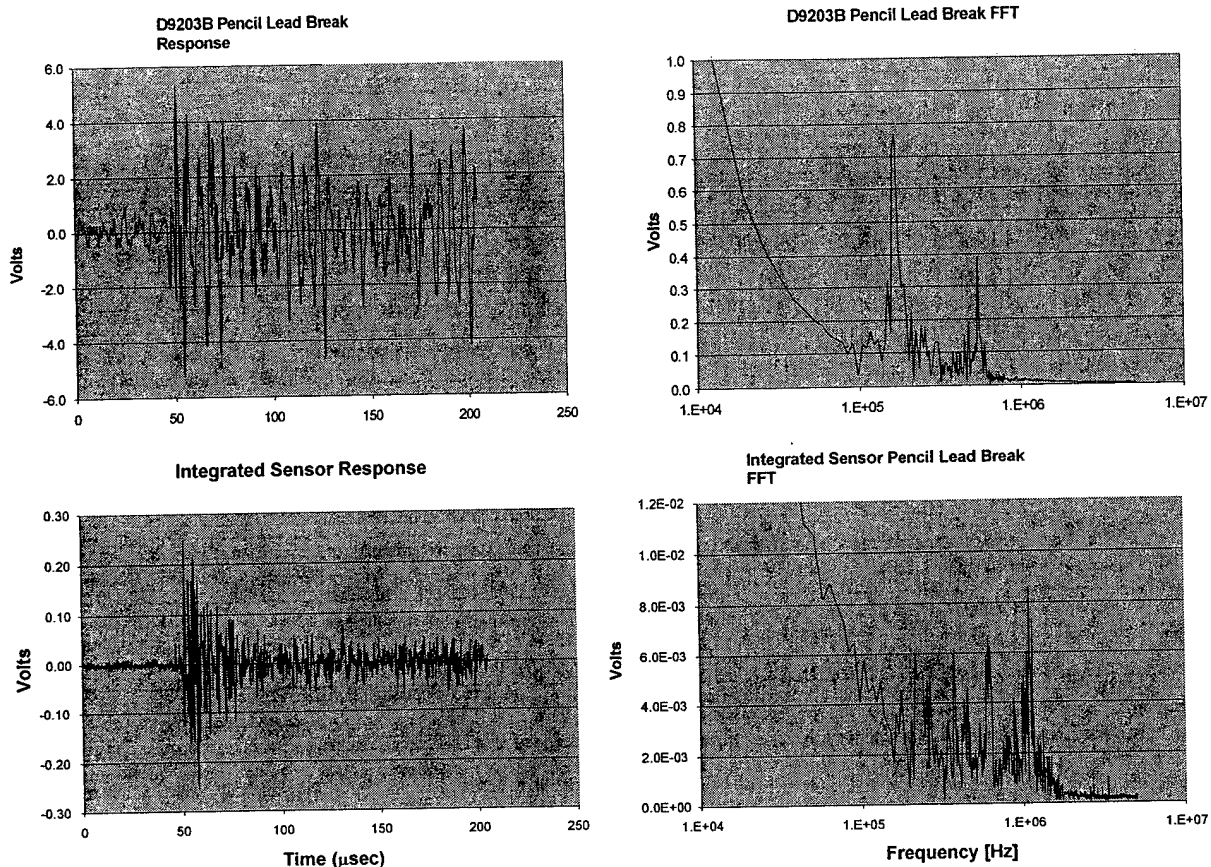 D9203B Pencil Lead Break
Response
6.0
4.0
2.0
0.0
-2.0
-4.0
-6.0
Volts
0
50
100
150
200
250
D9203B Pencil Lead Break FFT
1.0
0.9
0.8
0.7
0.6
0.5
0.4
0.3
0.2
0.1
0.0
Volts
1.E+04
1.E+05
1.E+06
1.E+07
Integrated Sensor Response
0.30
0.20
0.10
0.00
-0.10
-0.20
-0.30
Volts
0
50
100
150
200
250
Time (μsec)
Integrated Sensor Pencil Lead Break
FFT
1.2E-02
1.0E-02
8.0E-03
6.0E-03
4.0E-03
2.0E-03
0.0E+00
Volts
1.E+04
1.E+05
1.E+06
1.E+07
Frequency [Hz]